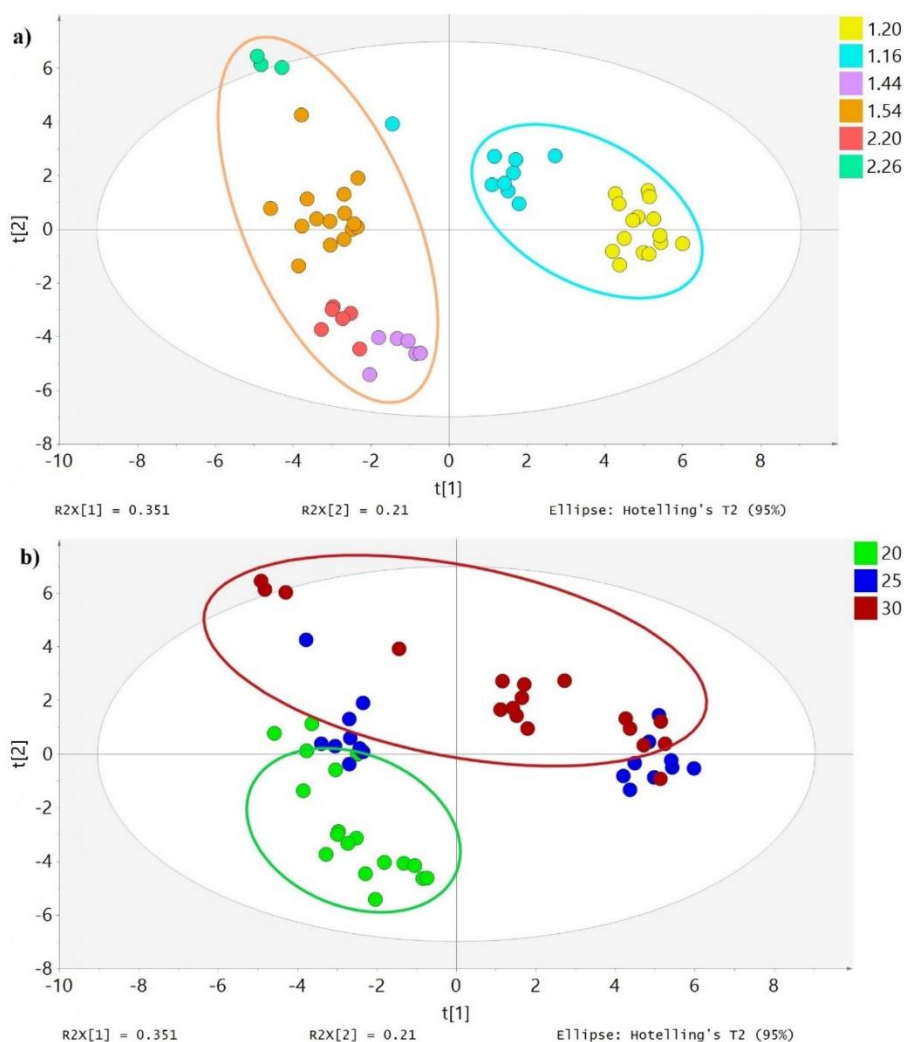 a)
1.20
1.16
1.44
1.54
2.20
2.26
6
4
2
0
-2
-4
-6
-8
t[2]
-10 -8 -6 -4 -2 0 2 4 6 8
t[1]
R2X[1] = 0.351 R2X[2] = 0.21 Ellipse: Hotelling's T2 (95%)
b)
20
25
30
6
4
2
0
-2
-4
-6
-8
t[2]
-10 -8 -6 -4 -2 0 2 4 6 8
t[1]
R2X[1] = 0.351 R2X[2] = 0.21 Ellipse: Hotelling's T2 (95%)